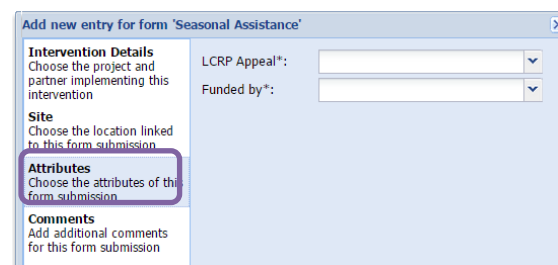 Add new entry for form 'Seasonal Assistance'
Intervention Details
Choose the project and
partner implementing this
intervention
Site
Choose the location linked
to this form submission
Attributes
Choose the attributes of this
form submission
Comments
Add additional comments
for this form submission
LCRP Appeal*:
Funded by*: